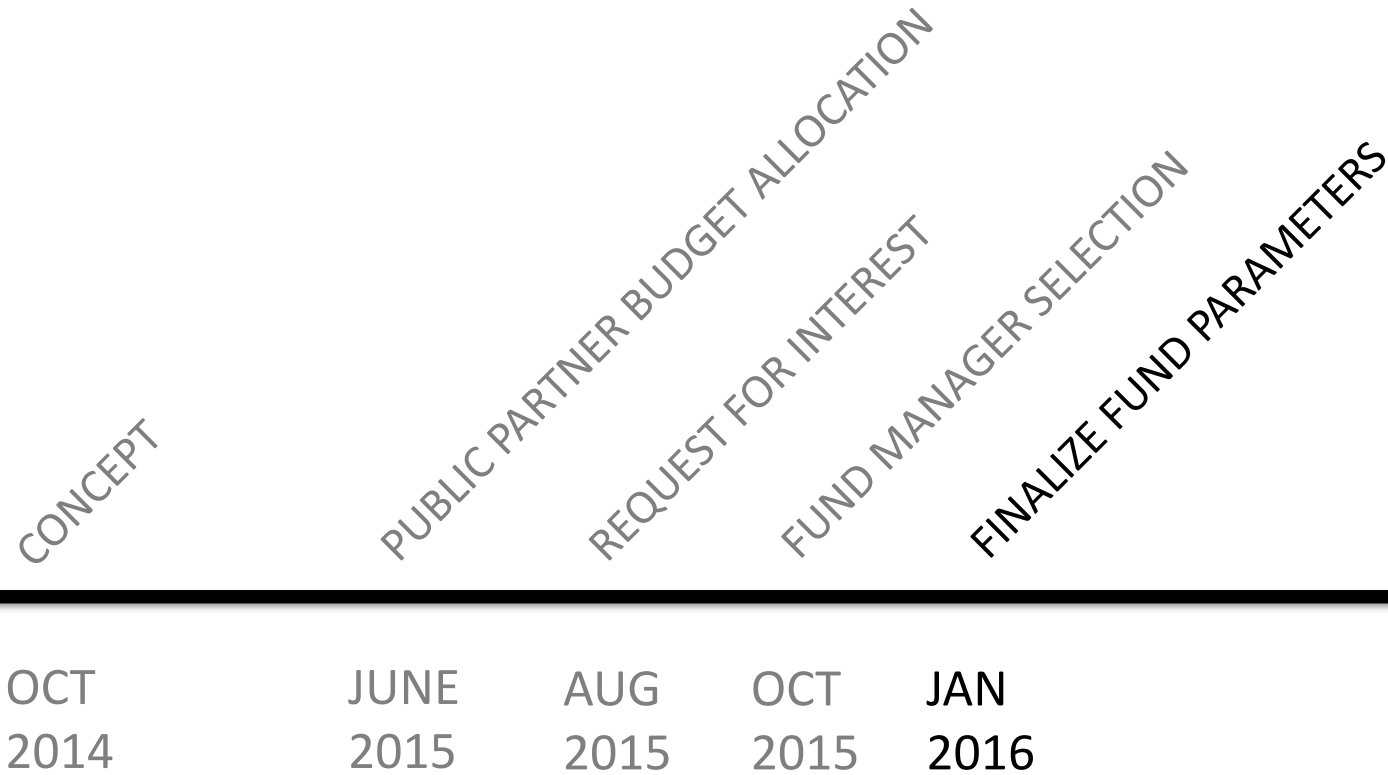 CONCEPT
PUBLIC PARTNER BUDGET ALLOCATION
REQUEST FOR INTEREST
FUND MANAGER SELECTION
FINALIZE FUND PARAMETERS
OCT
2014
JUNE
2015
AUG
2015
OCT
2015
JAN
2016